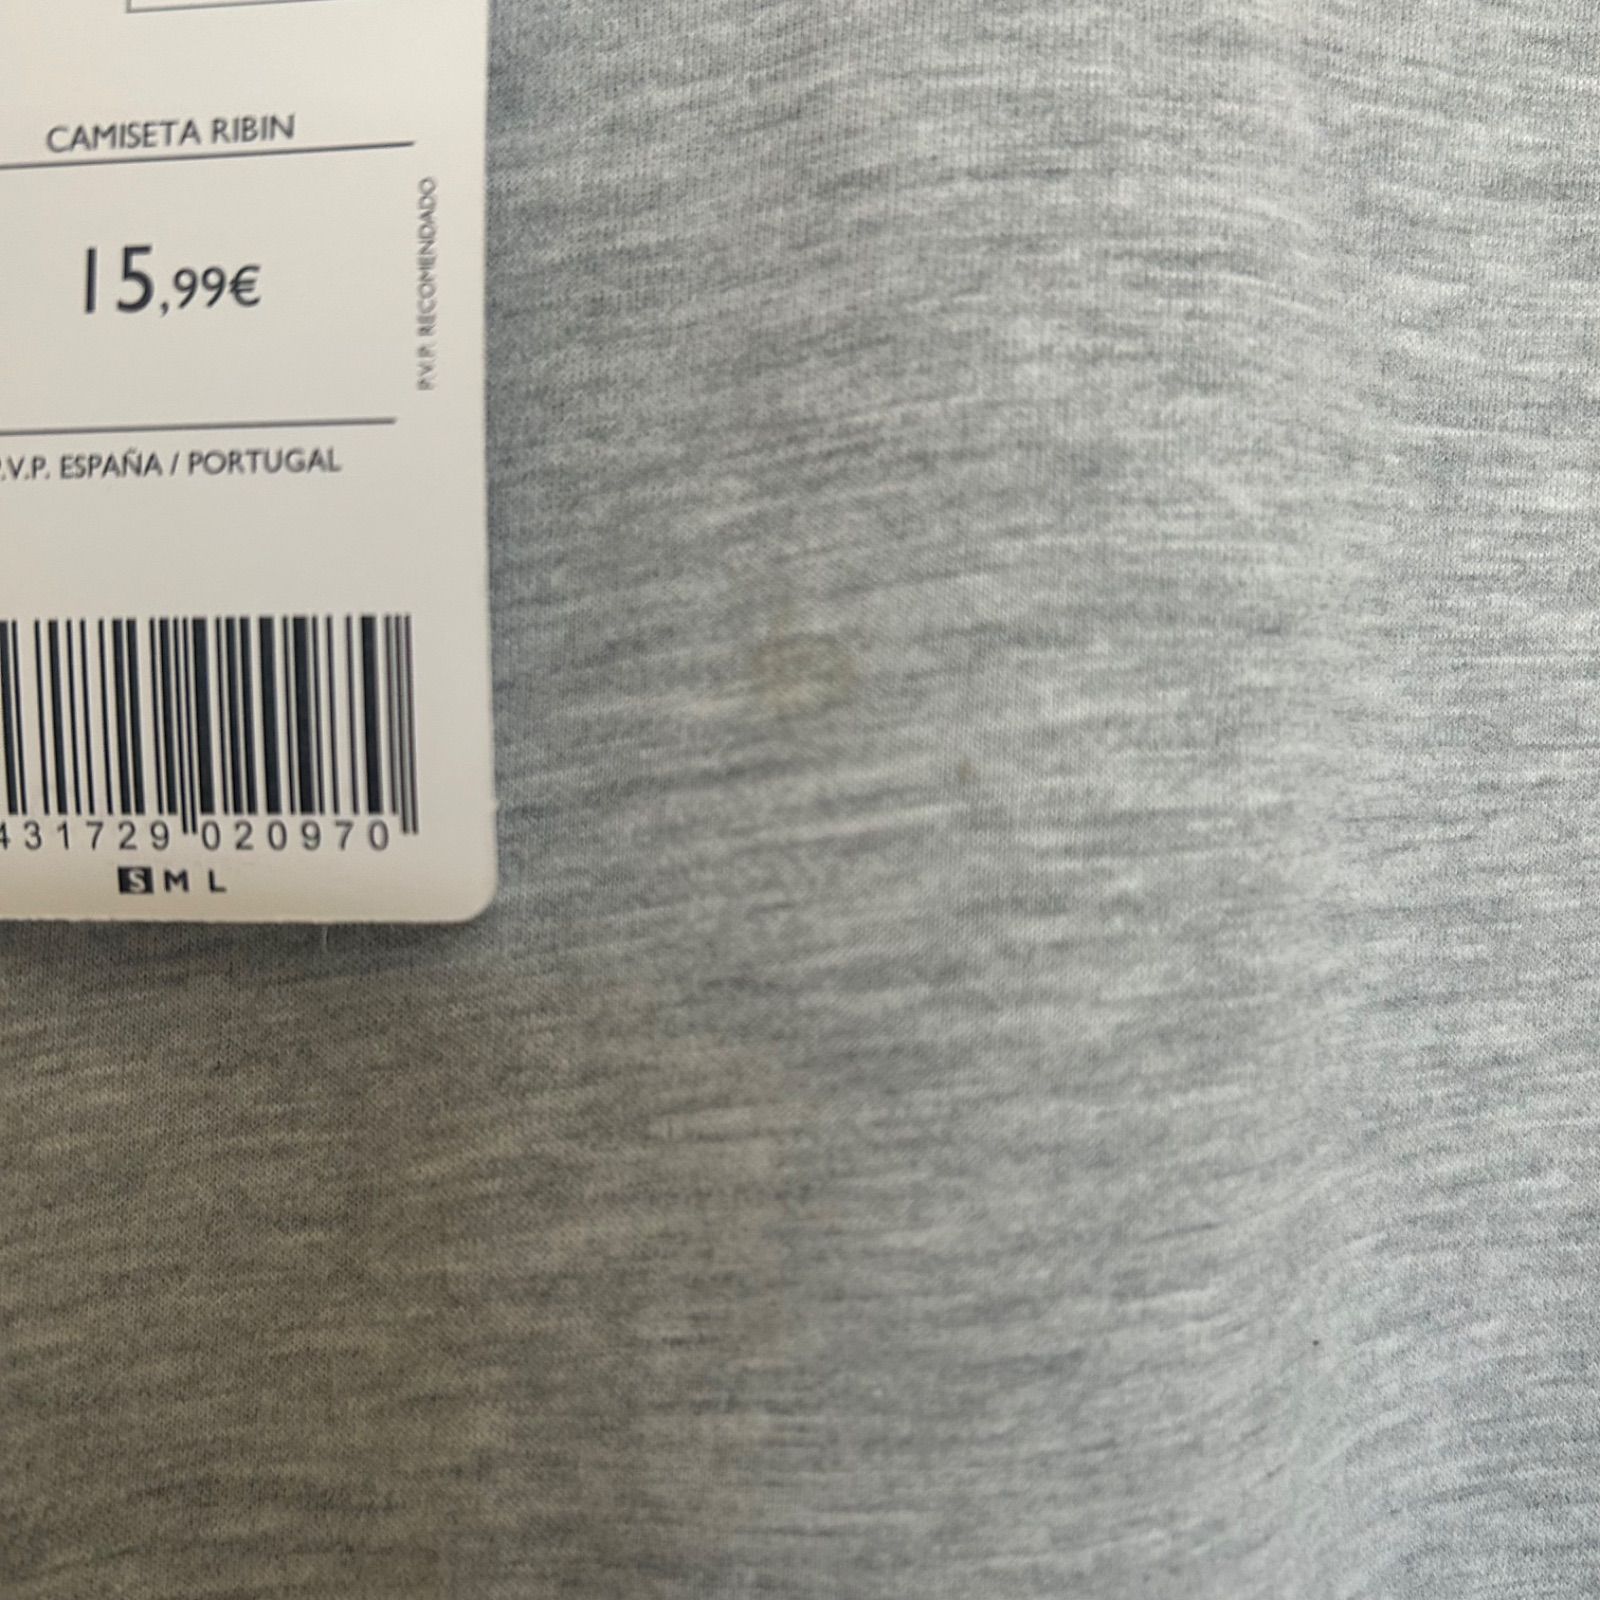 CAMISETA RIBIN
15,99€
P.V.P. RECOMENDADO
.V.P. ESPAÑA / PORTUGAL
431729 020970
S M L